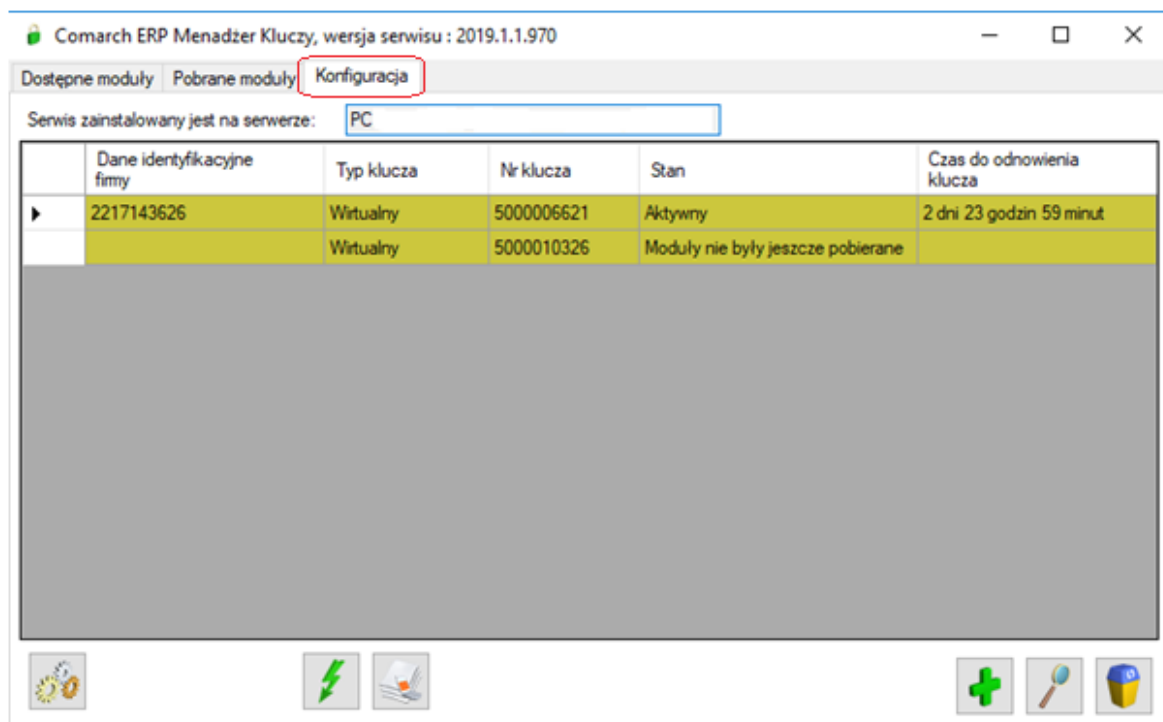 Comarch ERP Menadżer Kluczy, wersja serwisu : 2019.1.1.970
Dostępne moduły Pobrane moduły Konfiguracja
Serwis zainstalowany jest na serwerze: PC
Dane identyfikacyjne firmy Typ klucza Nr klucza Stan Czas do odnowienia klucza
2217143626 Wirtualny 5000006621 Aktywny 2 dni 23 godzin 59 minut
Wirtualny 5000010326 Moduły nie były jeszcze pobierane